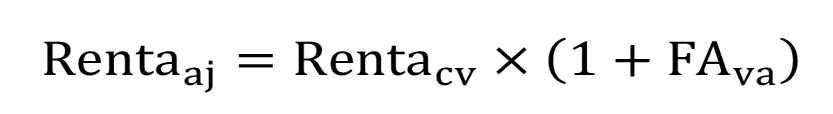 Renta_aj = Renta_cv × (1 + FA_va)